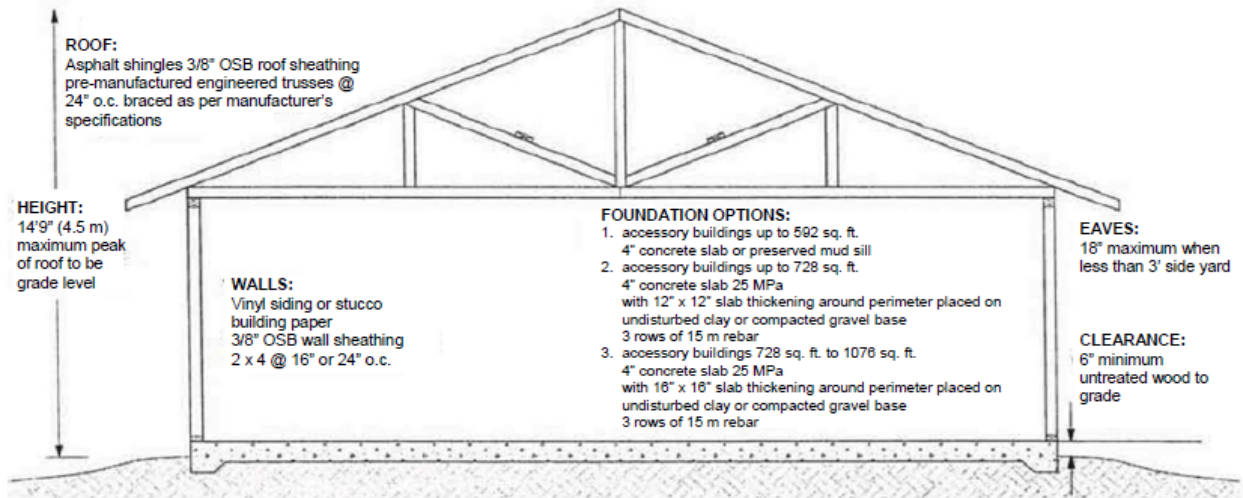 ROOF:
Asphalt shingles 3/8" OSB roof sheathing
pre-manufactured engineered trusses @
24" o.c. braced as per manufacturer's
specifications
HEIGHT:
14'9" (4.5 m)
maximum peak
of roof to be
grade level
WALLS:
Vinyl siding or stucco
building paper
3/8" OSB wall sheathing
2 x 4 @ 16" or 24" o.c.
FOUNDATION OPTIONS:
1. accessory buildings up to 592 sq. ft.
4" concrete slab or preserved mud sill
2. accessory buildings up to 728 sq. ft.
4" concrete slab 25 MPa
with 12" x 12" slab thickening around perimeter placed on
undisturbed clay or compacted gravel base
3 rows of 15 m rebar
3. accessory buildings 728 sq. ft. to 1076 sq. ft.
4" concrete slab 25 MPa
with 16" x 16" slab thickening around perimeter placed on
undisturbed clay or compacted gravel base
3 rows of 15 m rebar
EAVES:
18" maximum when
less than 3' side yard
CLEARANCE:
6" minimum
untreated wood to
grade